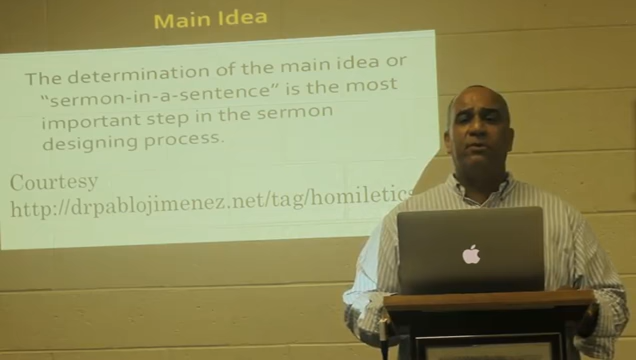 Main Idea
The determination of the main idea or
“sermon-in-a-sentence” is the most
important step in the sermon
designing process.
Courtesy
http://drpablojimenez.net/tag/homiletics